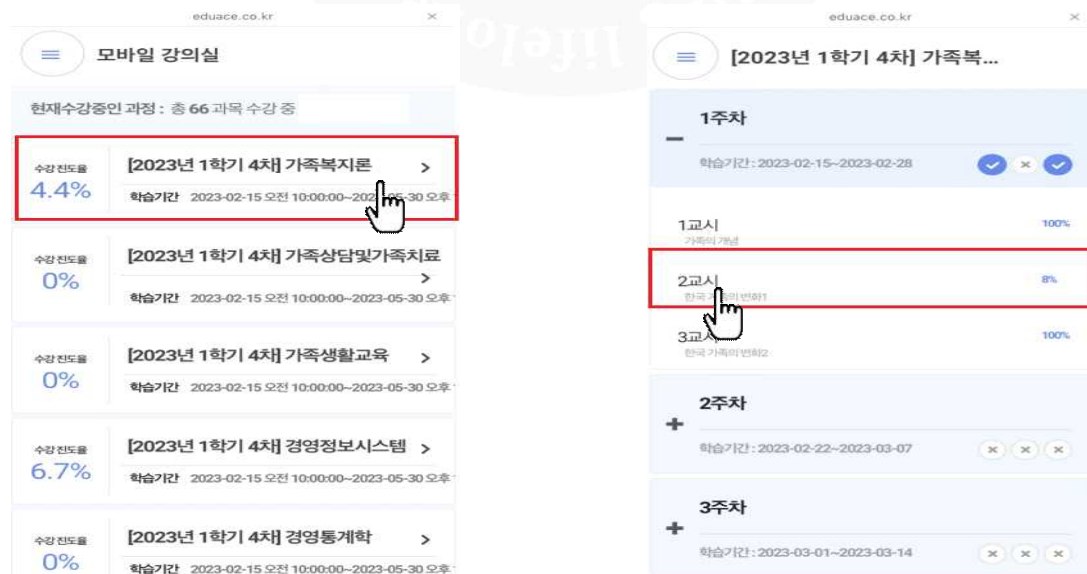 eduace.co.kr ×
모바일 강의실
현재수강중인 과정 : 총 66 과목 수강 중
수강 진도율
4.4%
[2023년 1학기 4차] 가족복지론 >
학습기간 2023-02-15 오전 10:00:00~2023-05-30 오후
수강 진도율
0%
[2023년 1학기 4차] 가족상담및가족치료
>
학습기간 2023-02-15 오전 10:00:00~2023-05-30 오후
수강 진도율
0%
[2023년 1학기 4차] 가족생활교육 >
학습기간 2023-02-15 오전 10:00:00~2023-05-30 오후
수강 진도율
6.7%
[2023년 1학기 4차] 경영정보시스템 >
학습기간 2023-02-15 오전 10:00:00~2023-05-30 오후
수강 진도율
0%
[2023년 1학기 4차] 경영통계학 >
학습기간 2023-02-15 오전 10:00:00~2023-05-30 오후
eduace.co.kr ×
[2023년 1학기 4차] 가족복...
1주차
학습기간 : 2023-02-15~2023-02-28
1교시 100%
가족의 개념
2교시 8%
한국 가족의 변화1
3교시 100%
한국 가족의 변화2
2주차
학습기간 : 2023-02-22~2023-03-07
3주차
학습기간 : 2023-03-01~2023-03-14